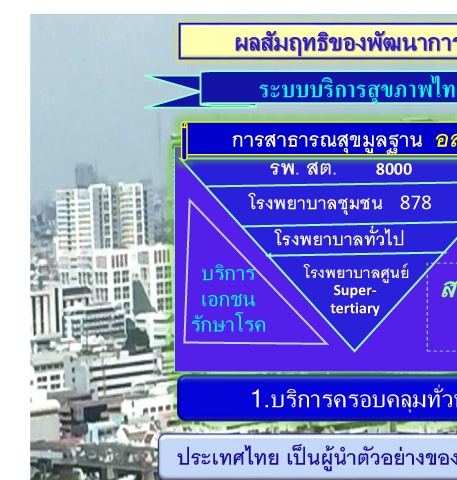 ผลสัมฤทธิของพัฒนาการ
ระบบบริการสุขภาพไท
การสาธารณสุขมูลฐาน อส
รพ. สต. 8000
โรงพยาบาลชุมชน 878
โรงพยาบาลทั่วไป
โรงพยาบาลศูนย์
Super-
tertiary
บริการ
เอกชน
รักษาโรค
ส
1.บริการครอบคลุมทั่ว
ประเทศไทย เป็นผู้นำตัวอย่างของ